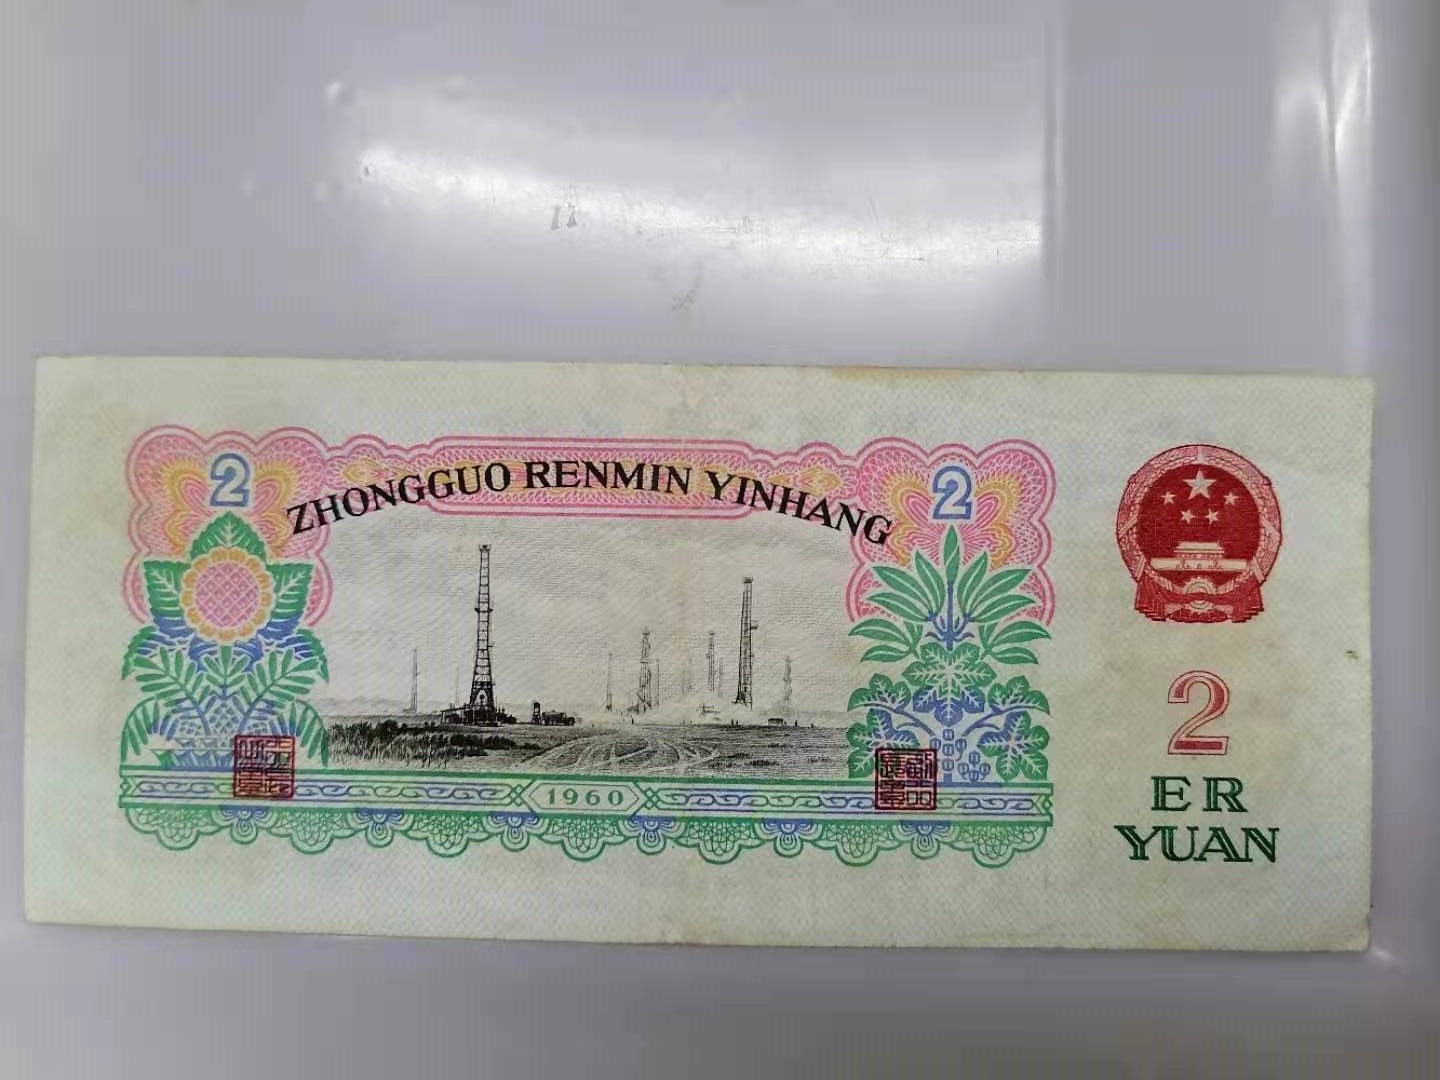 ZHONGGUO RENMIN YINHANG
2
2
1960
2
ER
YUAN